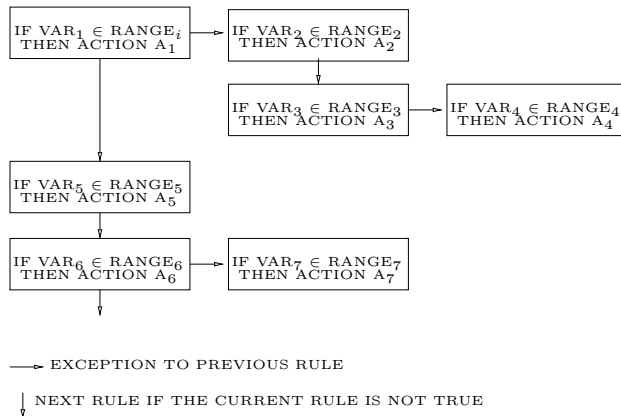 IF VAR₁ ∈ RANGEᵢ
THEN ACTION A₁
IF VAR₂ ∈ RANGE₂
THEN ACTION A₂
IF VAR₃ ∈ RANGE₃
THEN ACTION A₃
IF VAR₄ ∈ RANGE₄
THEN ACTION A₄
IF VAR₅ ∈ RANGE₅
THEN ACTION A₅
IF VAR₆ ∈ RANGE₆
THEN ACTION A₆
IF VAR₇ ∈ RANGE₇
THEN ACTION A₇
EXCEPTION TO PREVIOUS RULE
NEXT RULE IF THE CURRENT RULE IS NOT TRUE